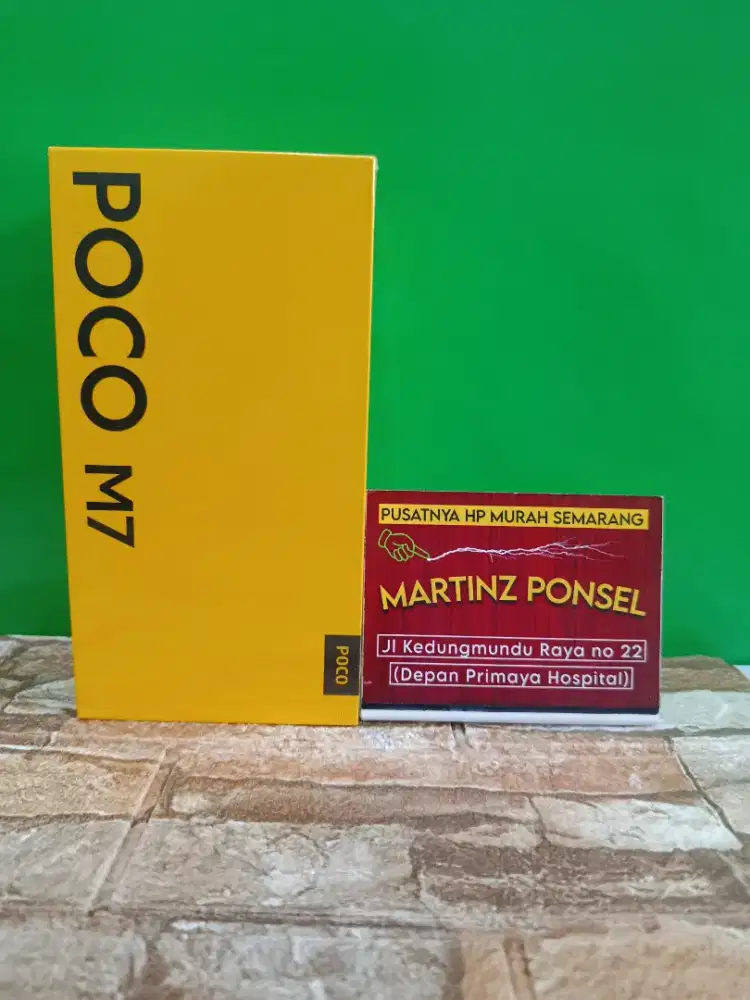 POCO M7
POCO
PUSATNYA HP MURAH SEMARANG
MARTINZ PONSEL
Jl Kedungmundu Raya no 22
(Depan Primaya Hospital)